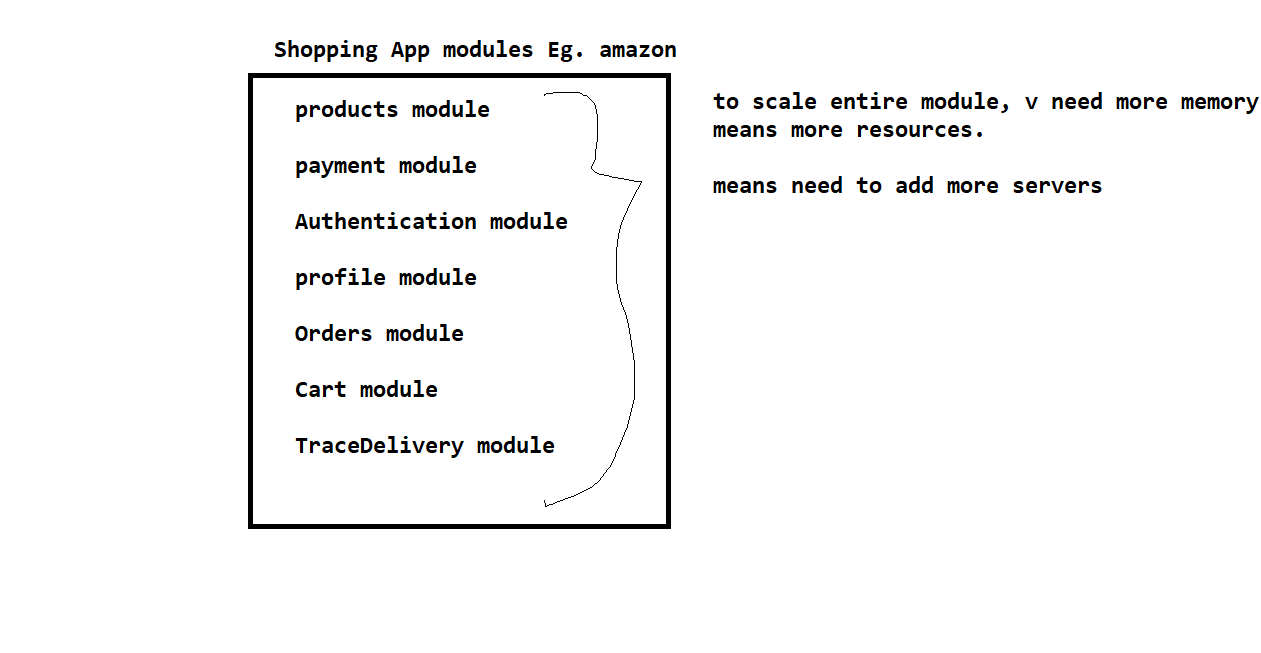 Shopping App modules Eg. amazon
products module
payment module
Authentication module
profile module
Orders module
Cart module
TraceDelivery module
to scale entire module, v need more memory
means more resources.
means need to add more servers